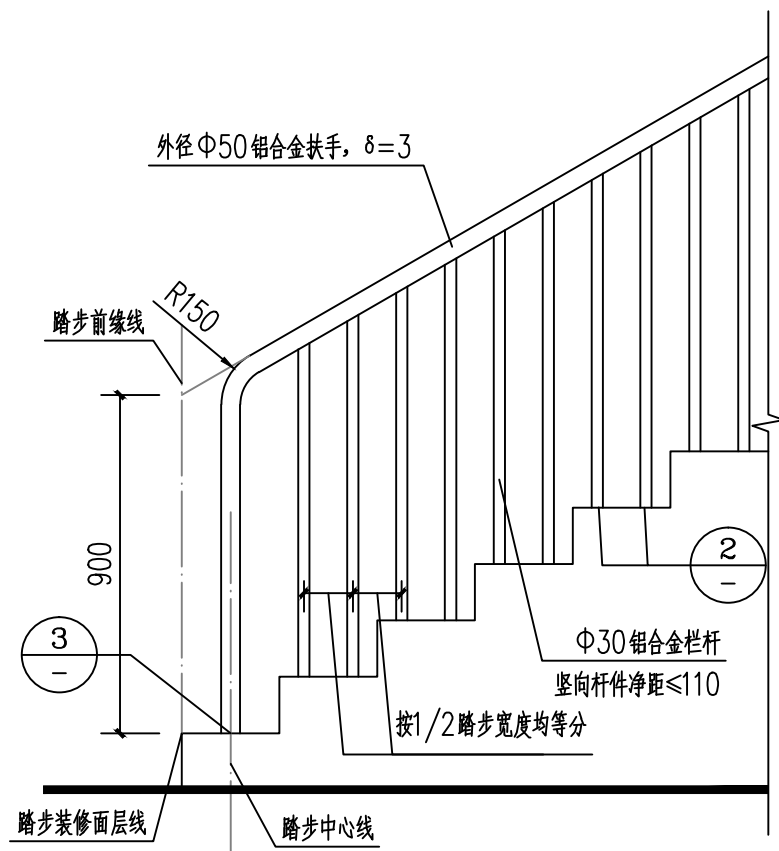 外径Φ50铝合金扶手，δ=3
R150
踏步前缘线
900
2
–
3
–
Φ30铝合金栏杆
竖向杆件净距≤110
按1/2踏步宽度均等分
踏步装修面层线
踏步中心线